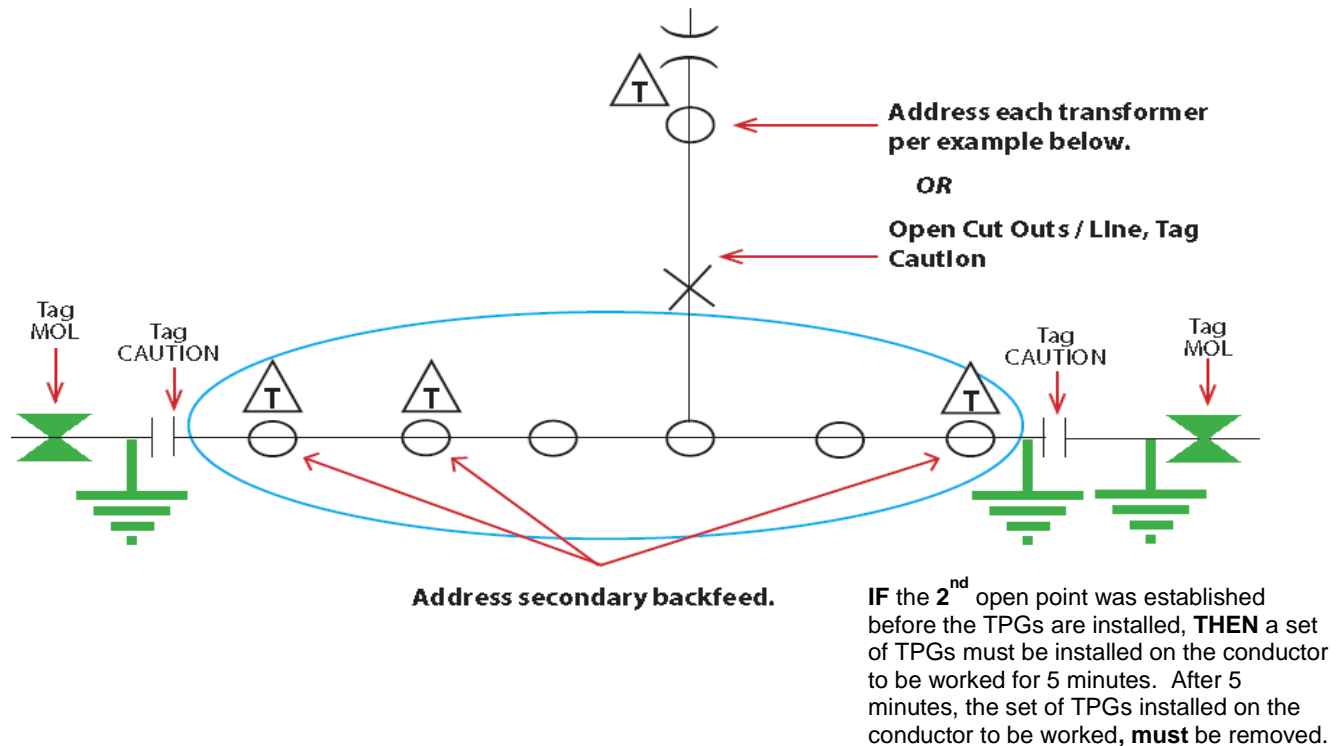 T
Address each transformer
per example below.
OR
Open Cut Outs / Line, Tag
Caution
Tag
MOL
Tag
CAUTION
Tag
CAUTION
Tag
MOL
T
T
T
Address secondary backfeed.
IF the 2nd open point was established
before the TPGs are installed, THEN a set
of TPGs must be installed on the conductor
to be worked for 5 minutes. After 5
minutes, the set of TPGs installed on the
conductor to be worked, must be removed.